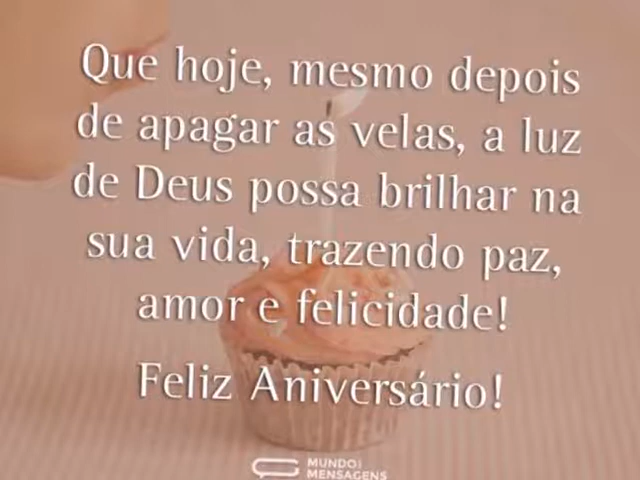 Que hoje, mesmo depois
de apagar as velas, a luz
de Deus possa brilhar na
sua vida, trazendo paz,
amor e felicidade!
Feliz Aniversário!
MUNDO DAS
MENSAGENS